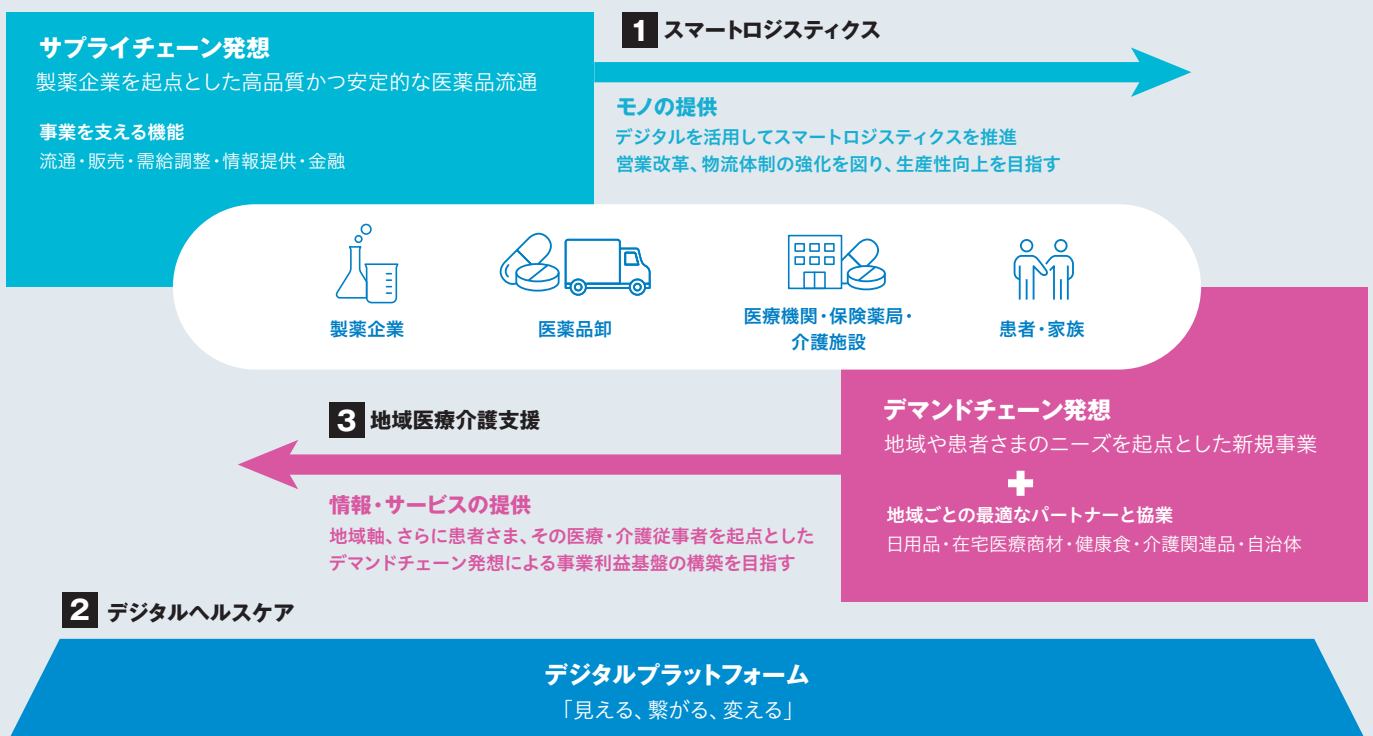 サプライチェーン発想
製薬企業を起点とした高品質かつ安定的な医薬品流通
事業を支える機能
流通・販売・需給調整・情報提供・金融
1 スマートロジスティクス
モノの提供
デジタルを活用してスマートロジスティクスを推進
営業改革、物流体制の強化を図り、生産性向上を目指す
製薬企業
医薬品卸
医療機関・保険薬局・
介護施設
患者・家族
3 地域医療介護支援
情報・サービスの提供
地域軸、さらに患者さま、その医療・介護従事者を起点とした
デマンドチェーン発想による事業利益基盤の構築を目指す
デマンドチェーン発想
地域や患者さまのニーズを起点とした新規事業
+
地域ごとの最適なパートナーと協業
日用品・在宅医療商材・健康食・介護関連品・自治体
2 デジタルヘルスケア
デジタルプラットフォーム
「見える、繋がる、変える」